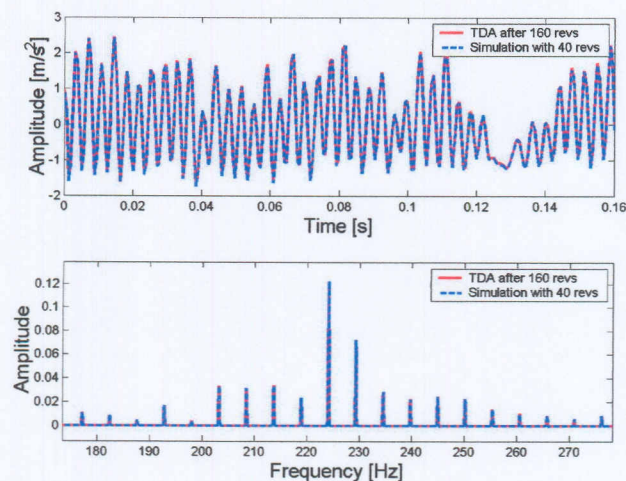 3
2
1
0
-1
-2
Amplitude [m/s²]
TDA after 160 revs
Simulation with 40 revs
0 0.02 0.04 0.06 0.08 0.1 0.12 0.14 0.16
Time [s]
0.12
0.1
0.08
0.06
0.04
0.02
0
Amplitude
TDA after 160 revs
Simulation with 40 revs
180 190 200 210 220 230 240 250 260 270
Frequency [Hz]